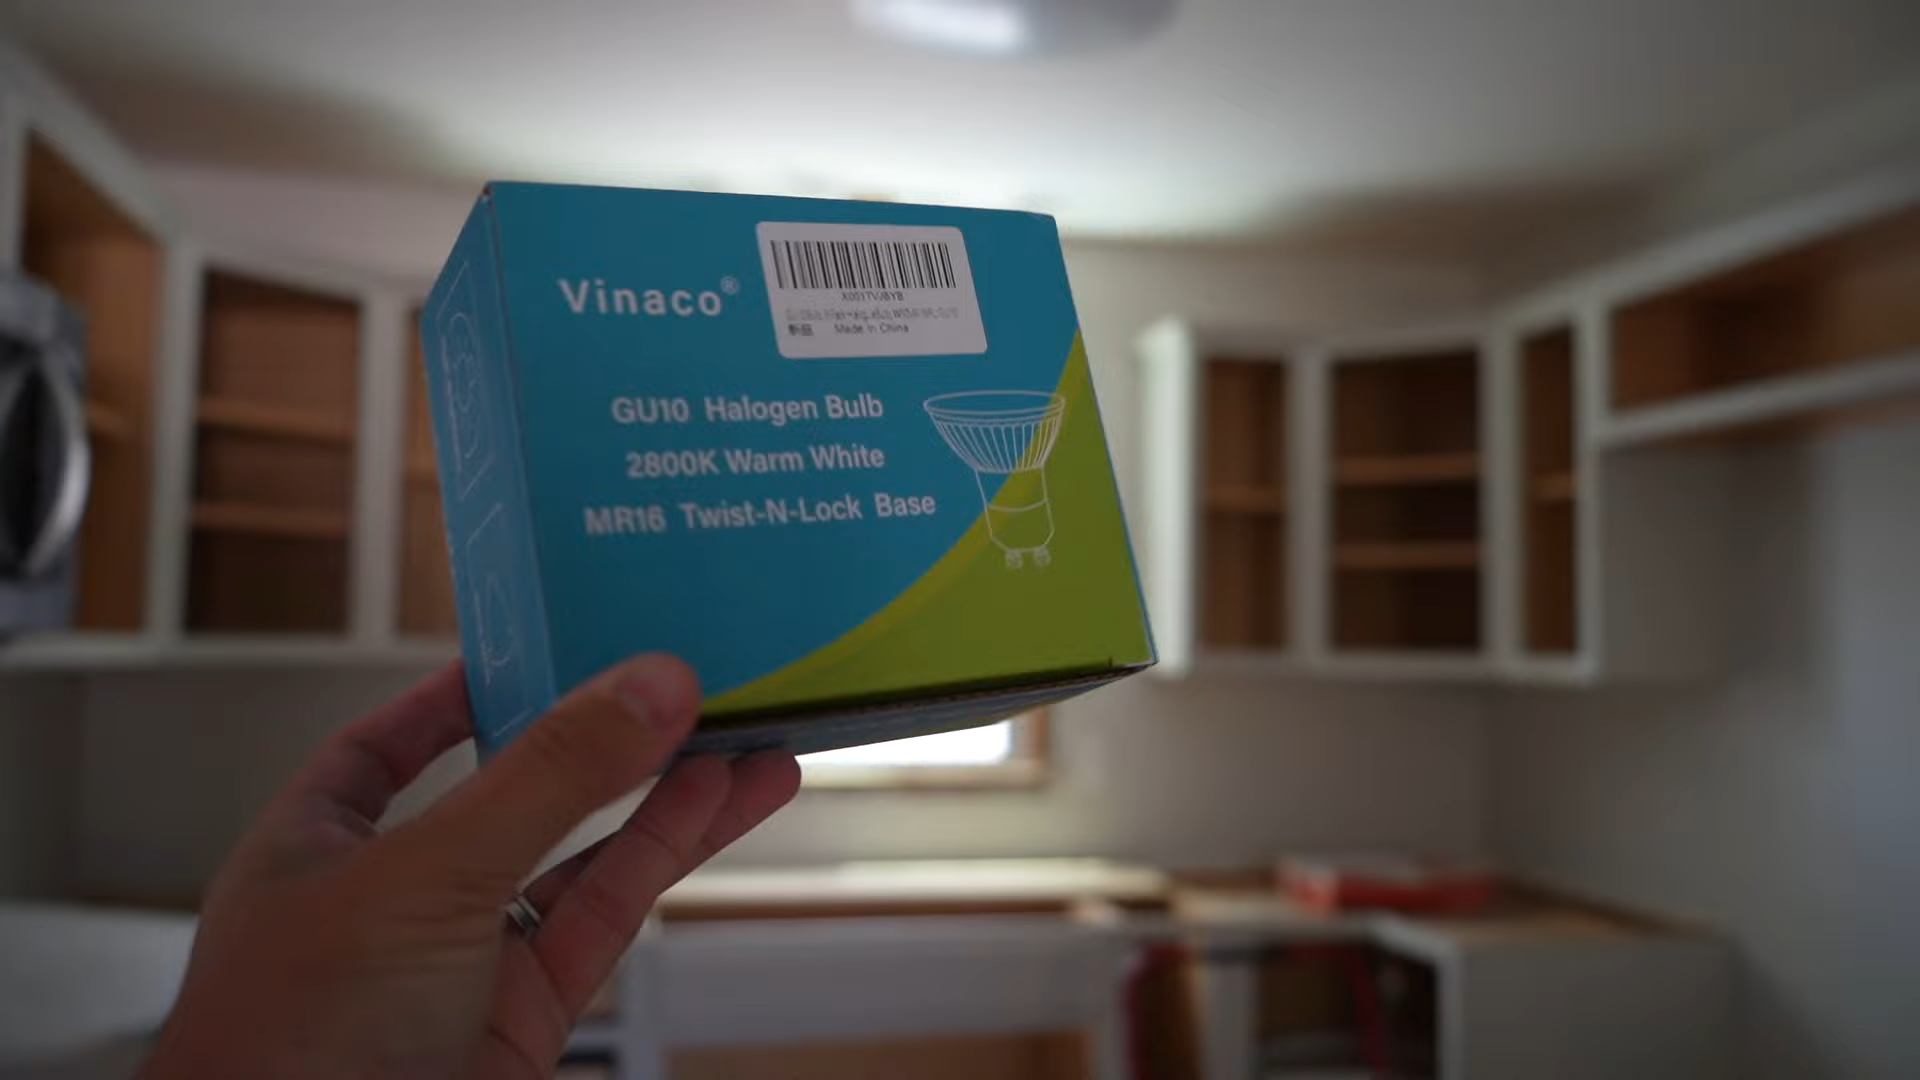 Vinaco®
Made in China
GU10 Halogen Bulb
2800K Warm White
MR16 Twist-N-Lock Base